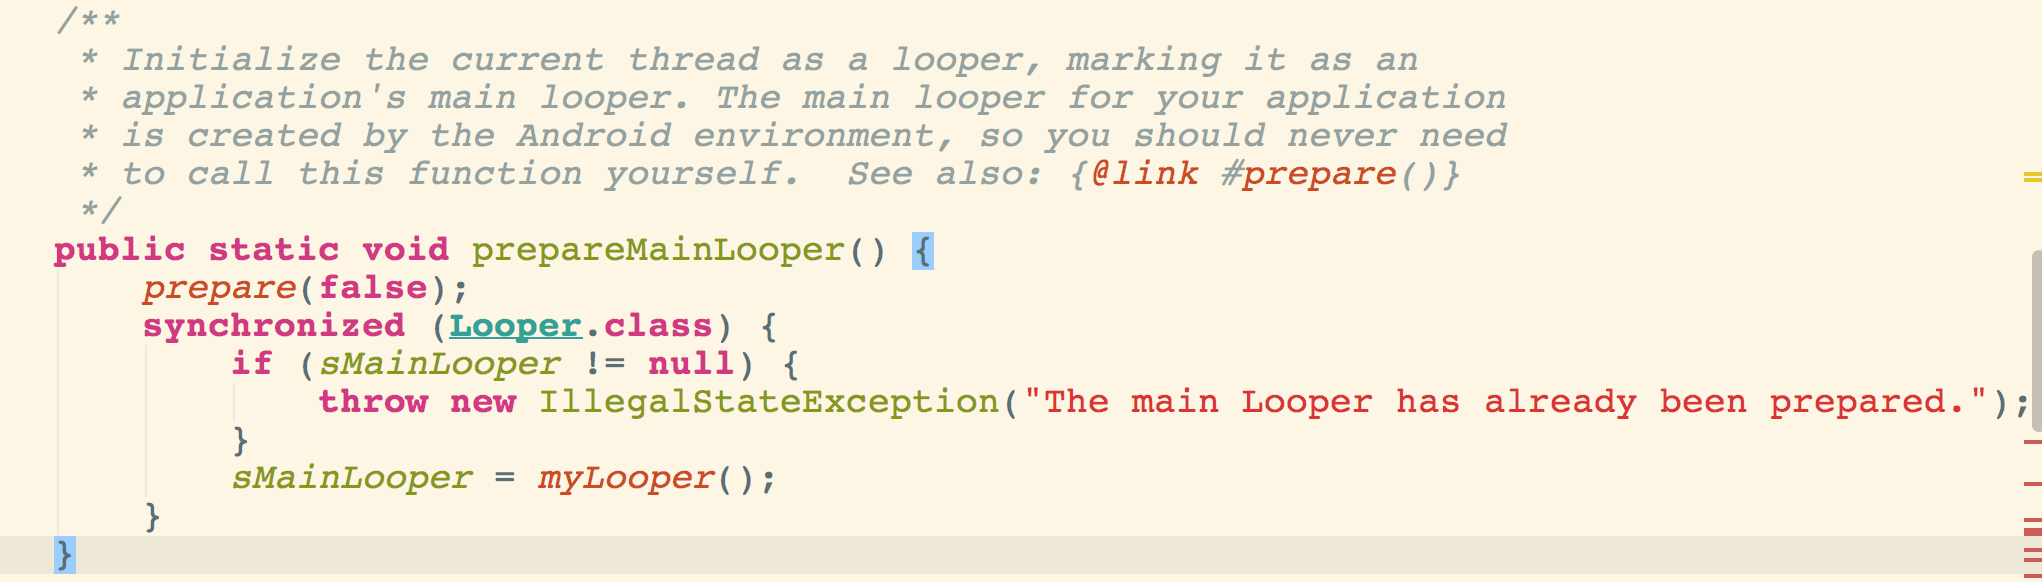 /**
 * Initialize the current thread as a looper, marking it as an
 * application's main looper. The main looper for your application
 * is created by the Android environment, so you should never need
 * to call this function yourself.  See also: {@link #prepare()}
 */
public static void prepareMainLooper() {
    prepare(false);
    synchronized (Looper.class) {
        if (sMainLooper != null) {
            throw new IllegalStateException("The main Looper has already been prepared.");
        }
        sMainLooper = myLooper();
    }
}